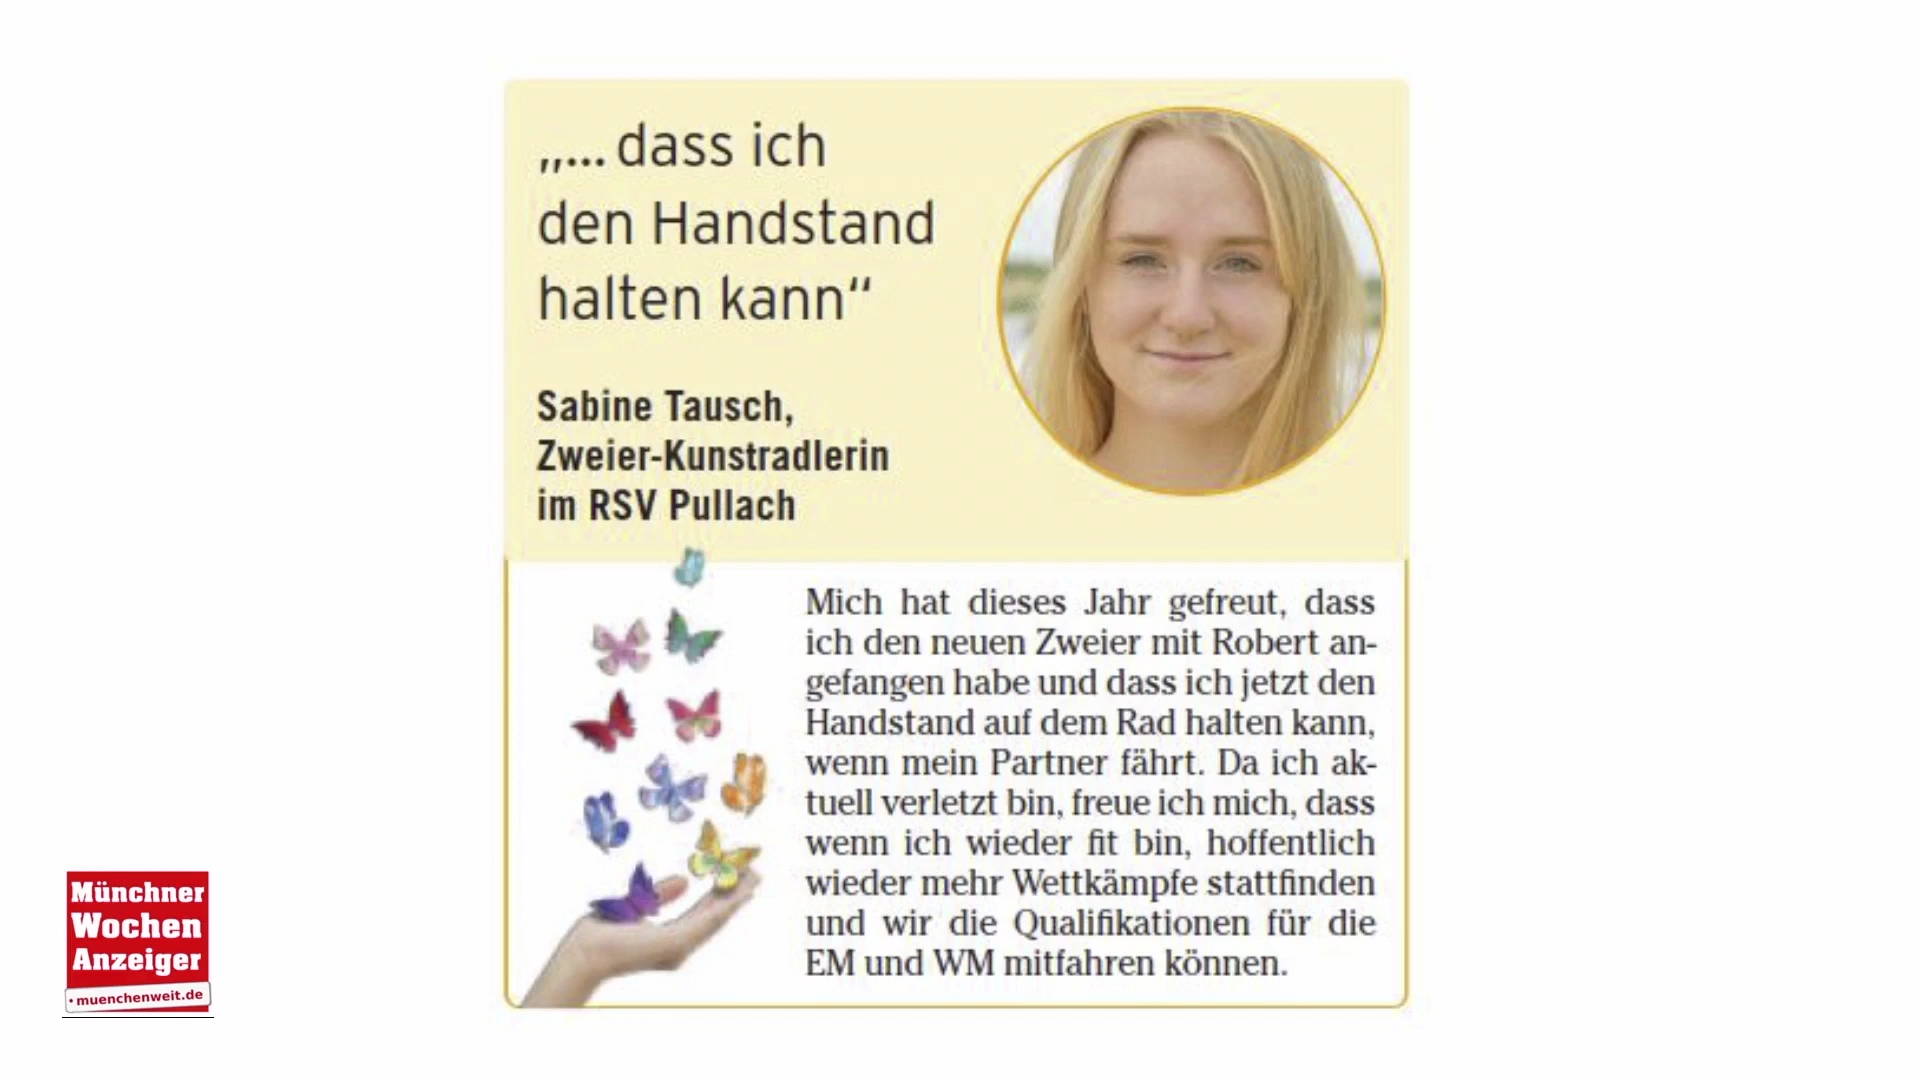 „... dass ich
den Handstand
halten kann“
Sabine Tausch,
Zweier-Kunstradlerin
im RSV Pullach
Mich hat dieses Jahr gefreut, dass
ich den neuen Zweier mit Robert an-
gefangen habe und dass ich jetzt den
Handstand auf dem Rad halten kann,
wenn mein Partner fährt. Da ich ak-
tuell verletzt bin, freue ich mich, dass
wenn ich wieder fit bin, hoffentlich
wieder mehr Wettkämpfe stattfinden
und wir die Qualifikationen für die
EM und WM mitfahren können.
Münchner
Wochen
Anzeiger
• muenchenweit.de